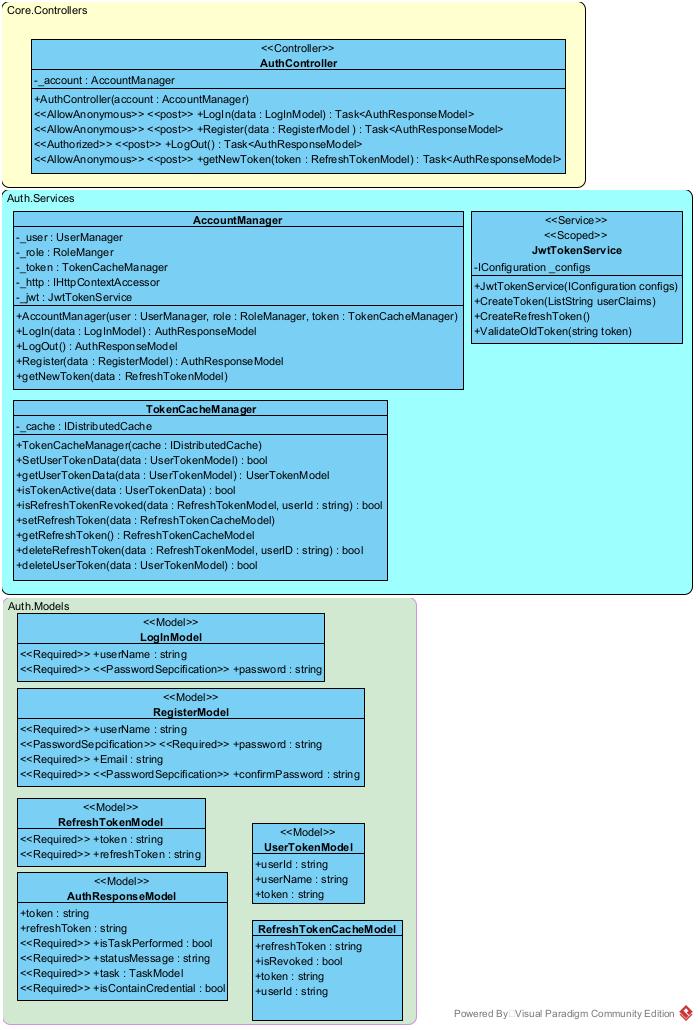 Core.Controllers
<<Controller>>
AuthController
-_account : AccountManager
+AuthController(account : AccountManager)
<<AllowAnonymous>> <<post>> +LogIn(data : LogInModel) : Task<AuthResponseModel>
<<AllowAnonymous>> <<post>> +Register(data : RegisterModel ) : Task<AuthResponseModel>
<<Authorized>> <<post>> +LogOut() : Task<AuthResponseModel>
<<AllowAnonymous>> <<post>> +getNewToken(token : RefreshTokenModel) : Task<AuthResponseModel>
Auth.Services
AccountManager
-_user : UserManager
-_role : RoleManger
-_token : TokenCacheManager
-_http : IHttpContextAccessor
-_jwt : JwtTokenService
+AccountManager(user : UserManager, role : RoleManager, token : TokenCacheManager)
+LogIn(data : LogInModel) : AuthResponseModel
+LogOut() : AuthResponseModel
+Register(data : RegisterModel) : AuthResponseModel
+getNewToken(data : RefreshTokenModel)
<<Service>>
<<Scoped>>
JwtTokenService
-IConfiguration _configs
+JwtTokenService(IConfiguration configs)
+CreateToken(ListString userClaims)
+CreateRefreshToken()
+ValidateOldToken(string token)
TokenCacheManager
-_cache : IDistributedCache
+TokenCacheManager(cache : IDistributedCache)
+SetUserTokenData(data : UserTokenModel) : bool
+getUserTokenData(data : UserTokenModel) : UserTokenModel
+isTokenActive(data : UserTokenData) : bool
+isRefreshTokenRevoked(data : RefreshTokenModel, userId : string) : bool
+setRefreshToken(data : RefreshTokenCacheModel)
+getRefreshToken() : RefreshTokenCacheModel
+deleteRefreshToken(data : RefreshTokenModel, userID : string) : bool
+deleteUserToken(data : UserTokenModel) : bool
Auth.Models
<<Model>>
LogInModel
<<Required>> +userName : string
<<Required>> <<PasswordSepcification>> +password : string
<<Model>>
RegisterModel
<<Required>> +userName : string
<<PasswordSepcification>> <<Required>> +password : string
<<Required>> +Email : string
<<Required>> <<PasswordSepcification>> +confirmPassword : string
<<Model>>
RefreshTokenModel
<<Required>> +token : string
<<Required>> +refreshToken : string
<<Model>>
UserTokenModel
+userId : string
+userName : string
+token : string
<<Model>>
AuthResponseModel
+token : string
+refreshToken : string
<<Required>> +isTaskPerformed : bool
<<Required>> +statusMessage : string
<<Required>> +task : TaskModel
<<Required>> +isContainCredential : bool
RefreshTokenCacheModel
+refreshToken : string
+isRevoked : bool
+token : string
+userId : string
Powered By Visual Paradigm Community Edition